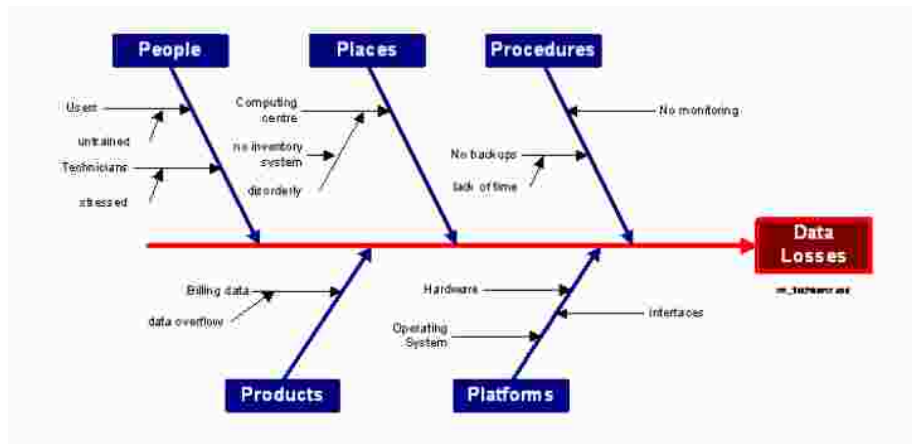 People
Places
Procedures
Users
untrained
Technicians
stressed
Computing
centre
no inventory
system
disorderly
No monitoring
No backups
lack of time
Data
Losses
Billing data
data overflow
Hardware
Interfaces
Operating
System
Products
Platforms